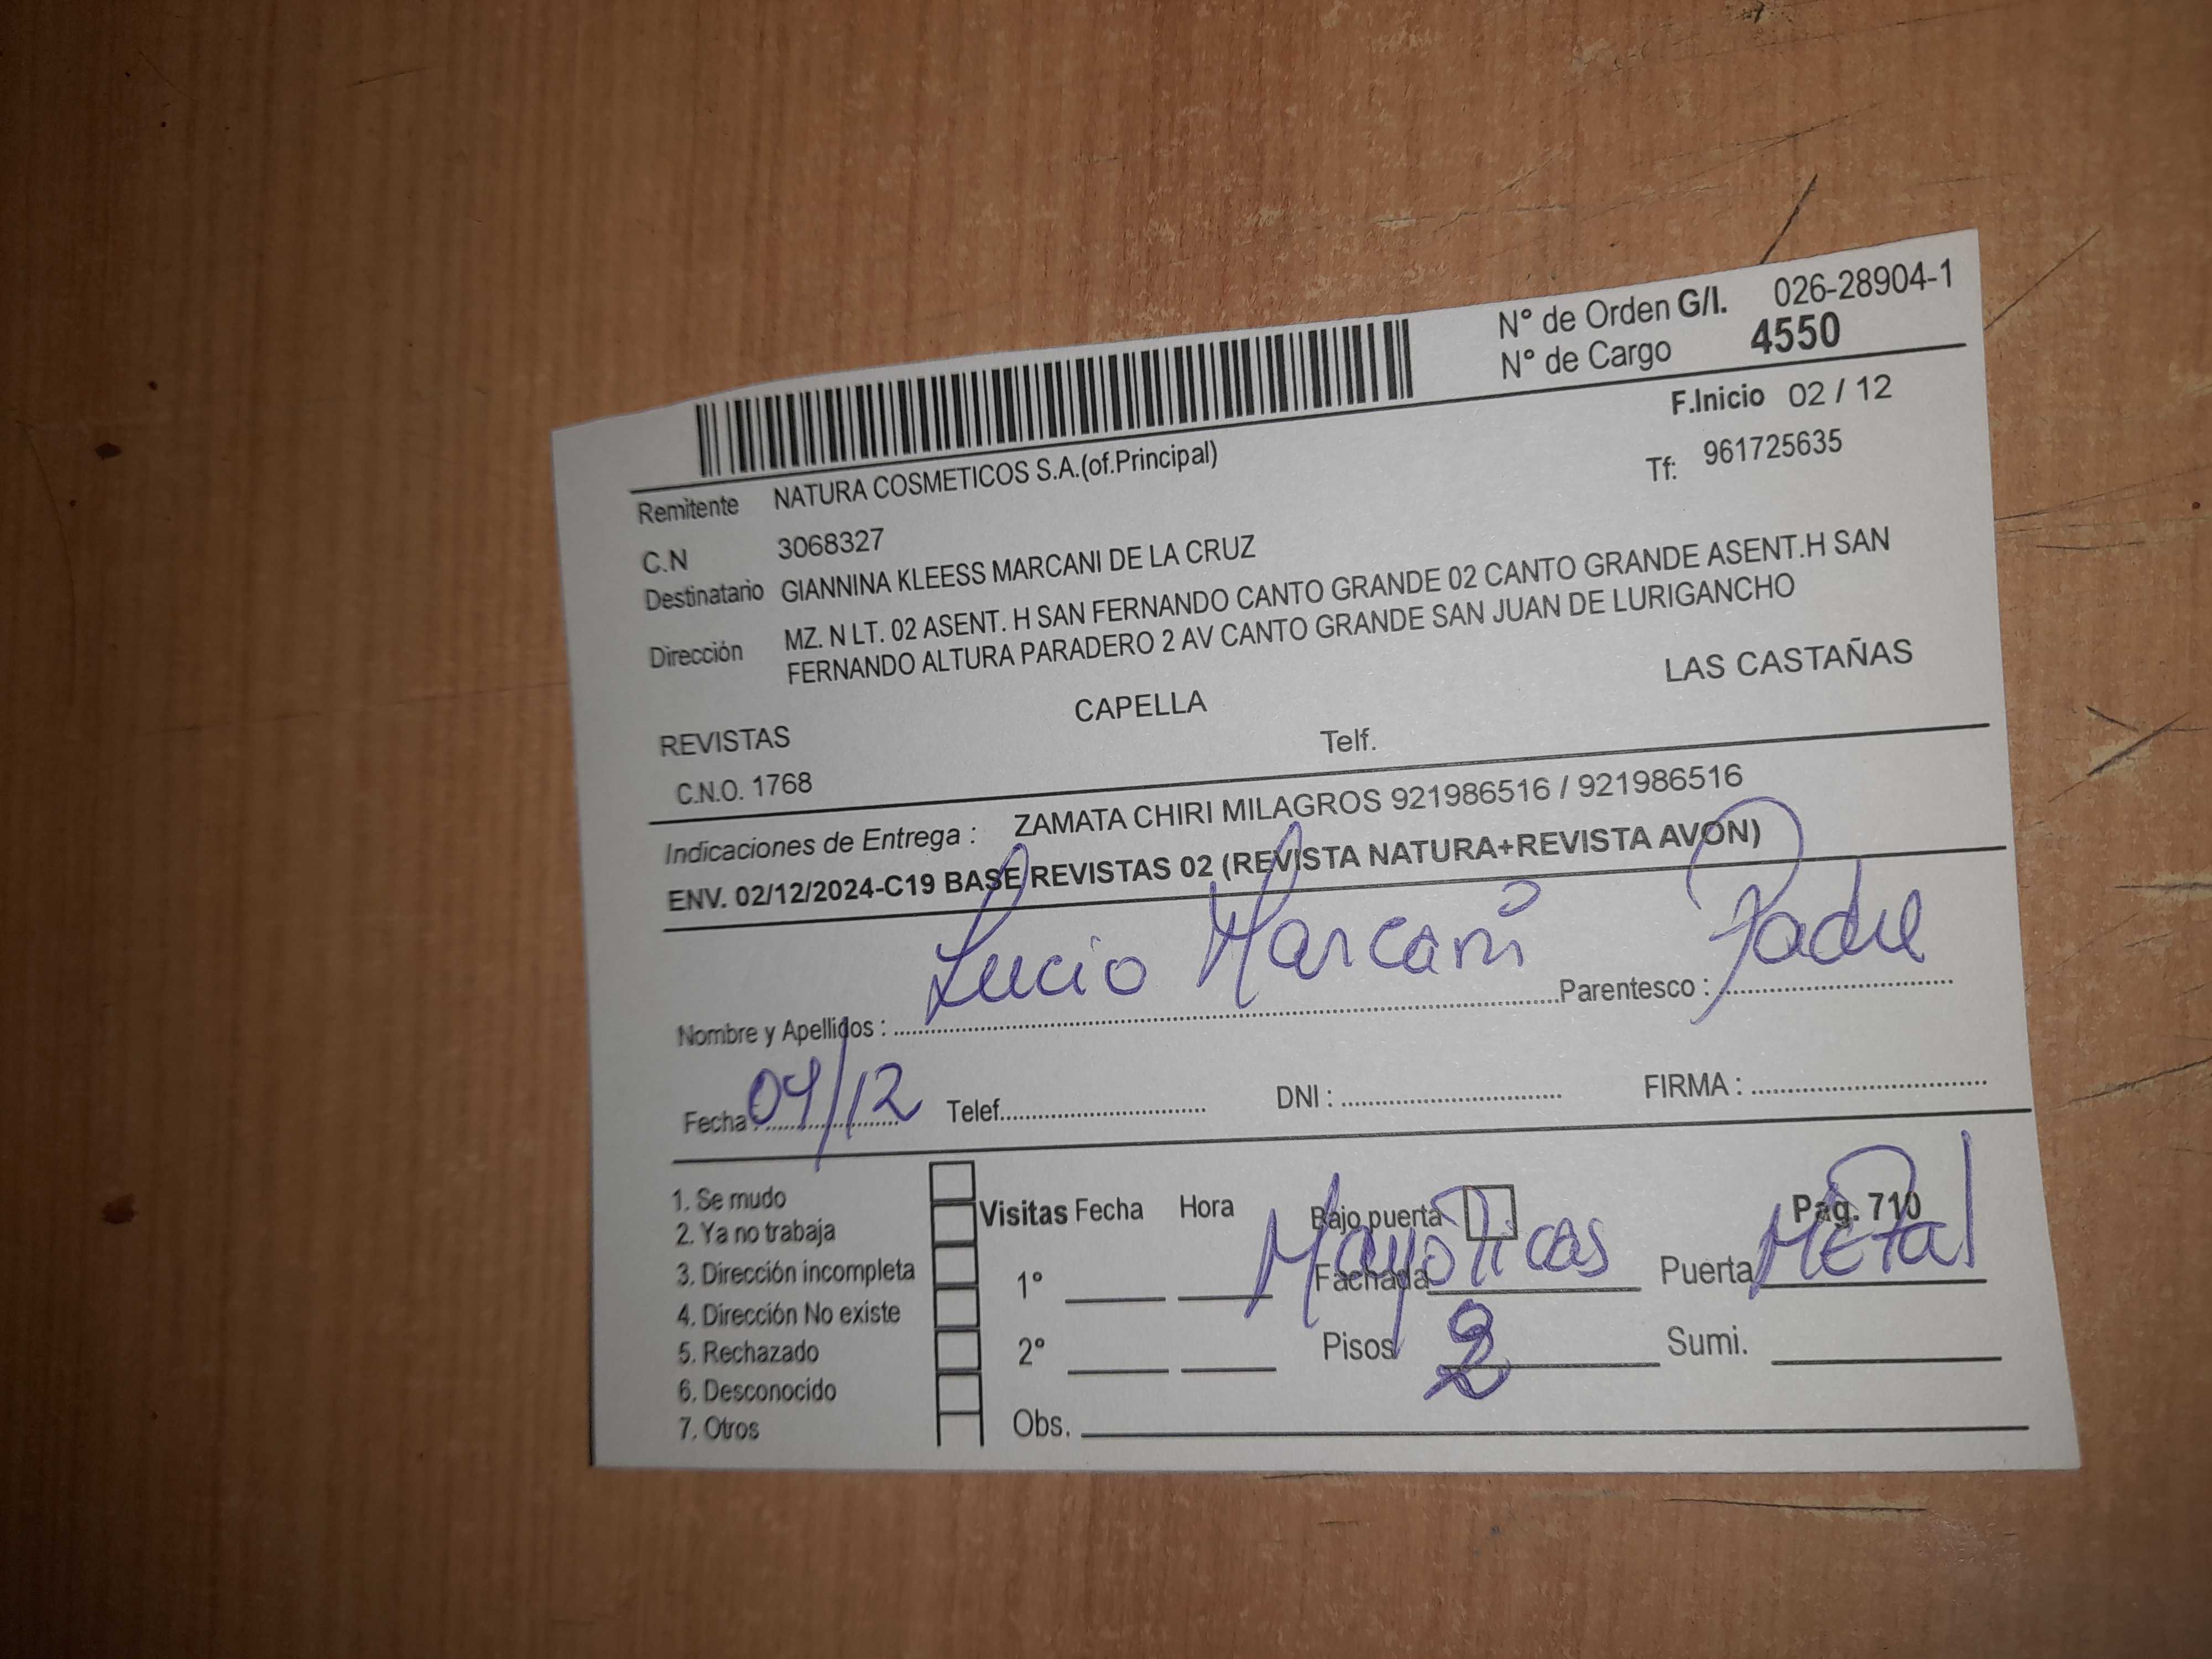 N° de Orden G/I. 026-28904-1
N° de Cargo 4550
F.Inicio 02 / 12
Remitente NATURA COSMETICOS S.A.(of.Principal)
Tf: 961725635
C.N 3068327
Destinatario GIANNINA KLEESS MARCANI DE LA CRUZ
Dirección MZ. N LT. 02 ASENT. H SAN FERNANDO CANTO GRANDE 02 CANTO GRANDE ASENT.H SAN
FERNANDO ALTURA PARADERO 2 AV CANTO GRANDE SAN JUAN DE LURIGANCHO
REVISTAS CAPELLA LAS CASTAÑAS
C.N.O. 1768 Telf.
Indicaciones de Entrega : ZAMATA CHIRI MILAGROS 921986516 / 921986516
ENV. 02/12/2024-C19 BASE REVISTAS 02 (REVISTA NATURA+REVISTA AVON)
Nombre y Apellidos : Lucio Marcani Parentesco : Padre
Fecha : 04/12 Telef. DNI : FIRMA :
1. Se mudo
2. Ya no trabaja
3. Dirección incompleta
4. Dirección No existe
5. Rechazado
6. Desconocido
7. Otros
Visitas Fecha Hora
1°
2°
Obs.
Bajo puerta Pag. 710
Fachada Mayolicas Puerta Metal
Pisos 2 Sumi.